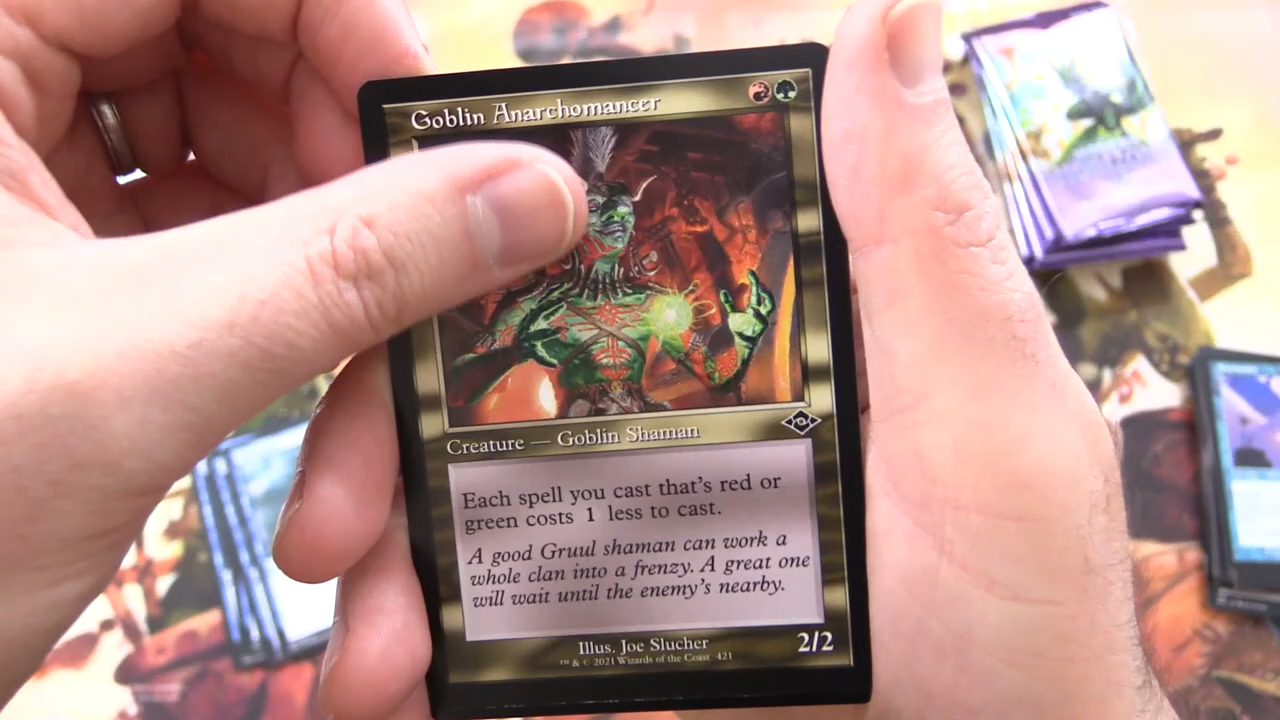 Goblin Anarchomancer
Creature — Goblin Shaman
Each spell you cast that's red or
green costs 1 less to cast.
A good Gruul shaman can work a
whole clan into a frenzy. A great one
will wait until the enemy's nearby.
Illus. Joe Slucher
2/2
™ & © 2021 Wizards of the Coast 421